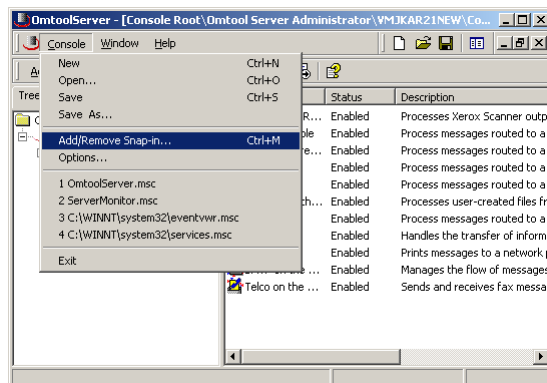 OmtoolServer - [Console Root\Omtool Server Administrator\VMJKAR21NEW\Co...
Console Window Help
New Ctrl+N
Open... Ctrl+O
Save Ctrl+S
Save As...
Add/Remove Snap-in... Ctrl+M
Options...
1 OmtoolServer.msc
2 ServerMonitor.msc
3 C:\WINNT\system32\eventvwr.msc
4 C:\WINNT\system32\services.msc
Exit
Tree
Status Description
Enabled Processes Xerox Scanner outp
Enabled Process messages routed to a
Enabled Process messages routed to a
Enabled Process messages routed to a
Enabled Process messages routed to a
Enabled Processes user-created files fr
Enabled Process messages routed to a
Enabled Handles the transfer of inform
Enabled Prints messages to a network
Enabled Manages the flow of messages
Telco on the ... Enabled Sends and receives fax messa